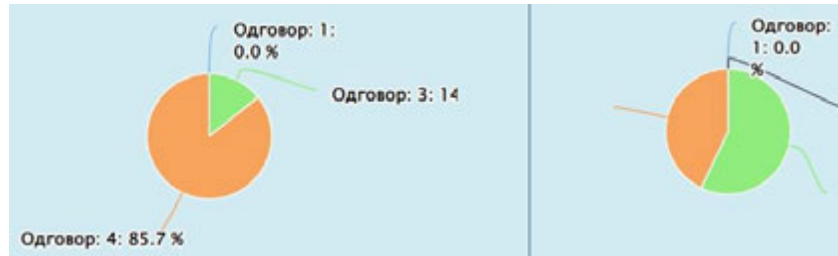 Одговор: 1:
0.0 %
Одговор: 3: 14
Одговор: 4: 85.7 %
Одговор:
1: 0.0
%